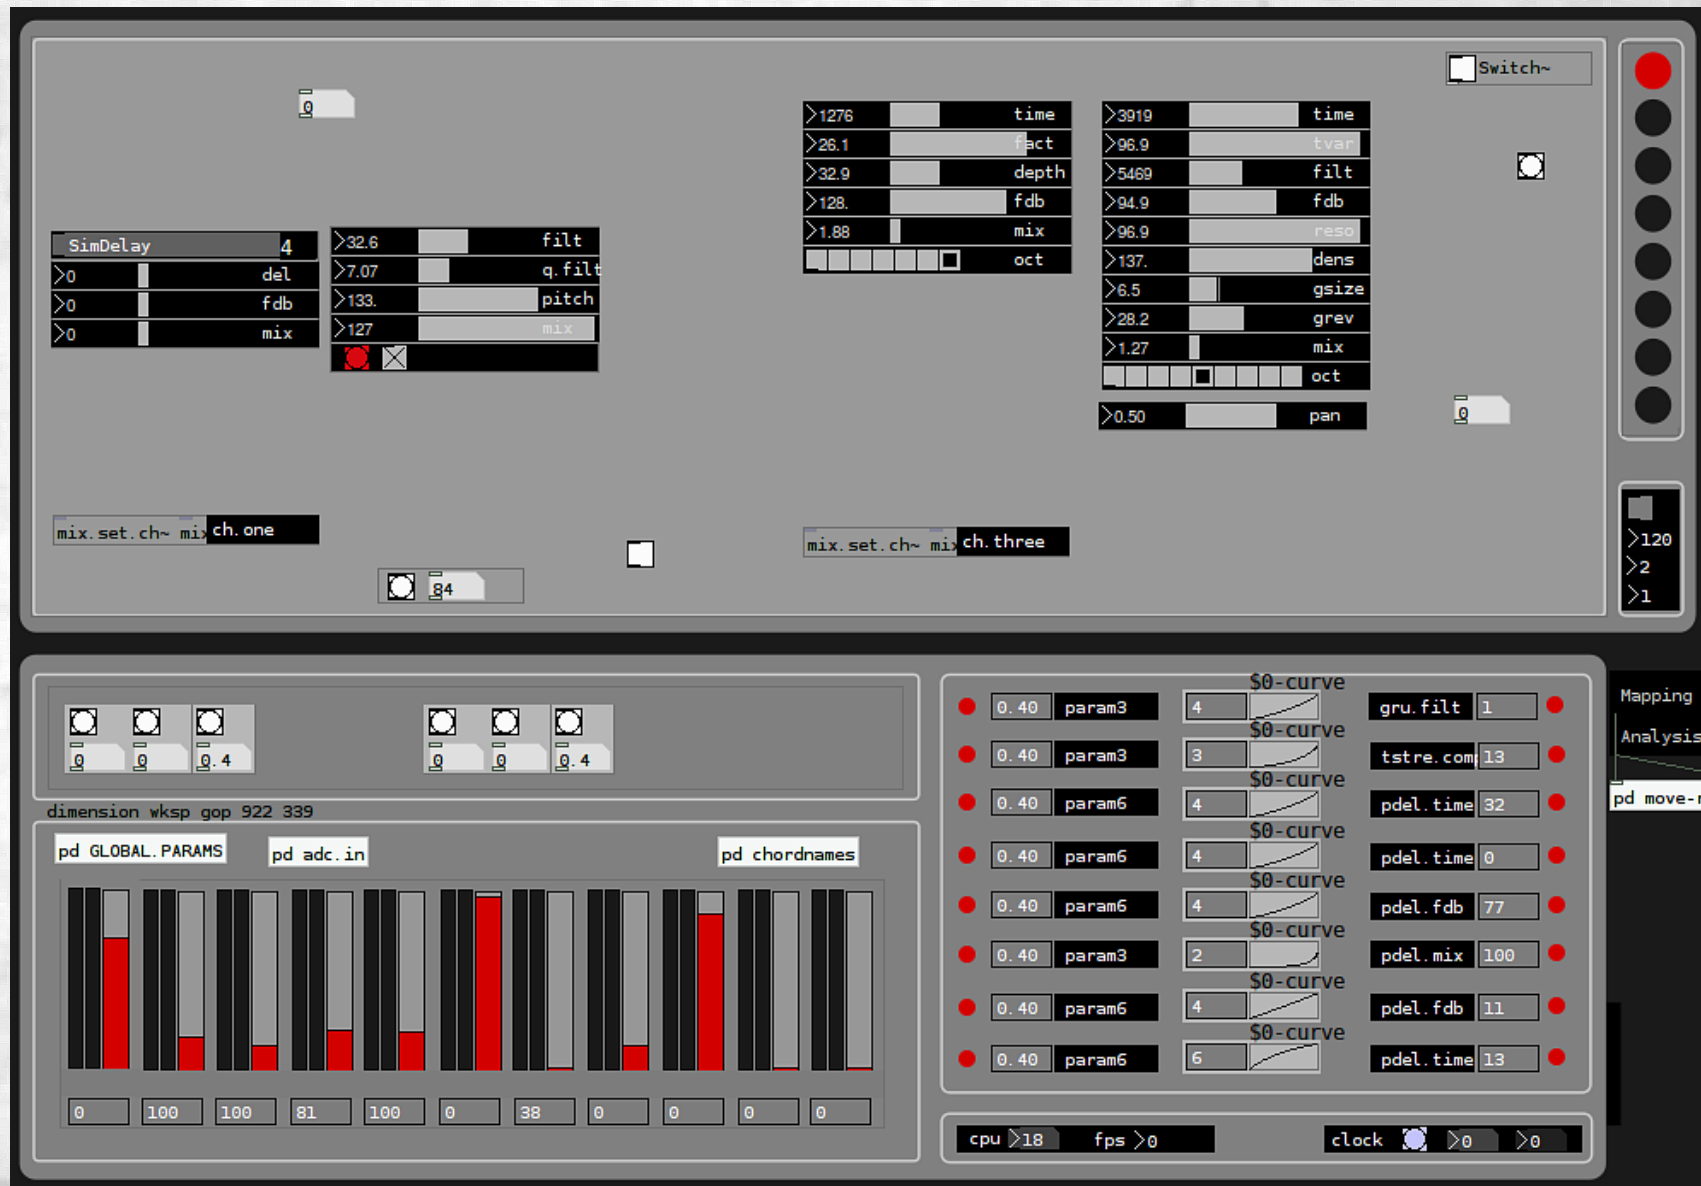 Switch~
0
>1276 time
>26.1 fact
>32.9 depth
>128. fdb
>1.88 mix
oct
>3919 time
>96.9 tvar
>5469 filt
>94.9 fdb
>96.9 reso
>137. dens
>6.5 gsize
>28.2 grev
>1.27 mix
oct
>0.50 pan
SimDelay 4
>0 del
>0 fdb
>0 mix
>32.6 filt
>7.07 q.filt
>133. pitch
>127 mix
0
mix.set.ch~ mix ch.one
mix.set.ch~ mix ch.three
84
>120
>2
>1
0 0 0.4
0 0 0.4
dimension wksp gop 922 339
pd GLOBAL.PARAMS
pd adc.in
pd chordnames
0 100 100 81 100 0 38 0 0 0 0
$0-curve
0.40 param3 4 gru.filt 1
$0-curve
0.40 param3 3 tstre.com 13
$0-curve
0.40 param6 4 pdel.time 32
$0-curve
0.40 param6 4 pdel.time 0
$0-curve
0.40 param6 4 pdel.fdb 77
$0-curve
0.40 param3 2 pdel.mix 100
$0-curve
0.40 param6 4 pdel.fdb 11
$0-curve
0.40 param6 6 pdel.time 13
cpu >18 fps >0
clock >0 >0
Mapping
Analysis
pd move-